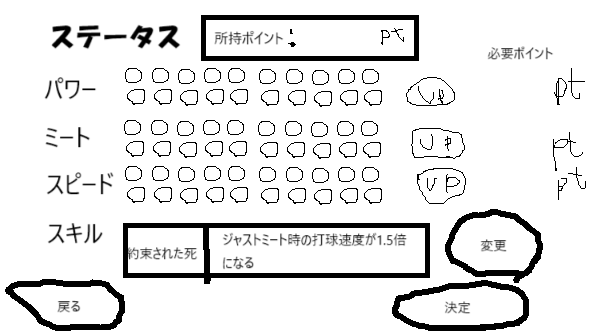 ステータス
所持ポイント: pt
必要ポイント
パワー
Up
pt
ミート
Up
pt
スピード
UP
pt
スキル
約束された死
ジャストミート時の打球速度が1.5倍
になる
変更
戻る
決定